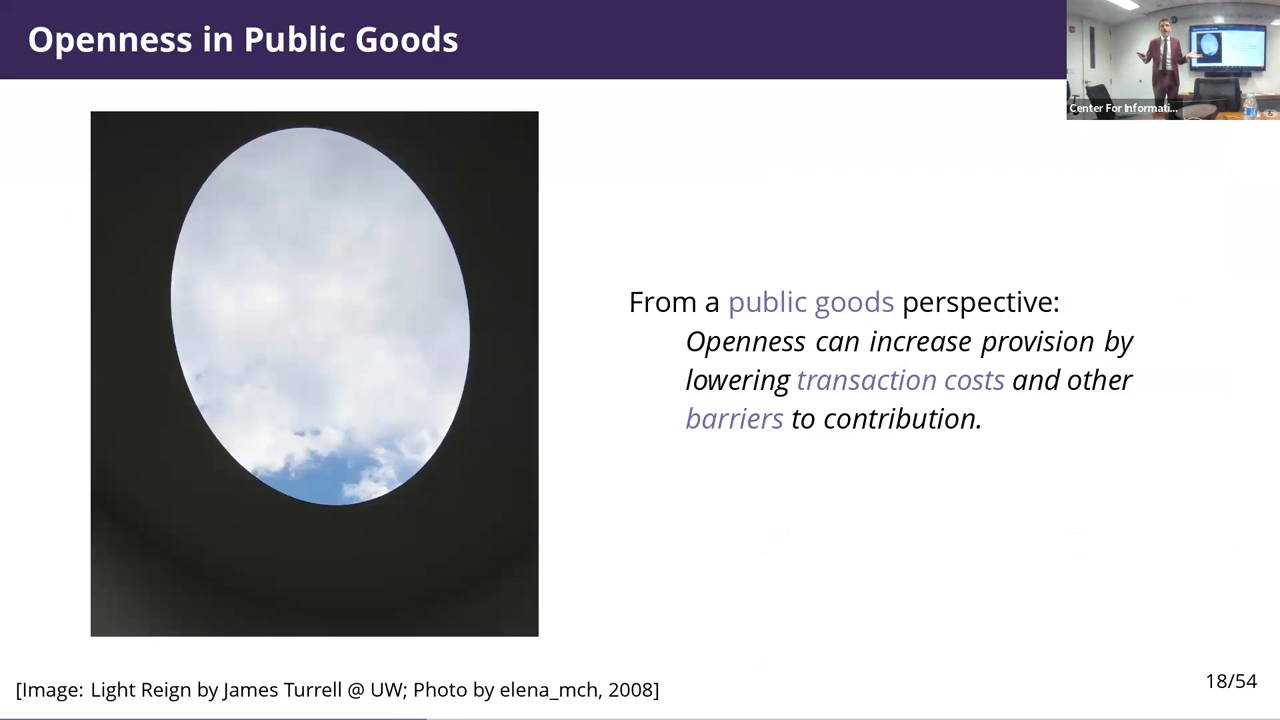 Openness in Public Goods
Center For Informati...
From a public goods perspective:
Openness can increase provision by
lowering transaction costs and other
barriers to contribution.
[Image: Light Reign by James Turrell @ UW; Photo by elena_mch, 2008]
18/54